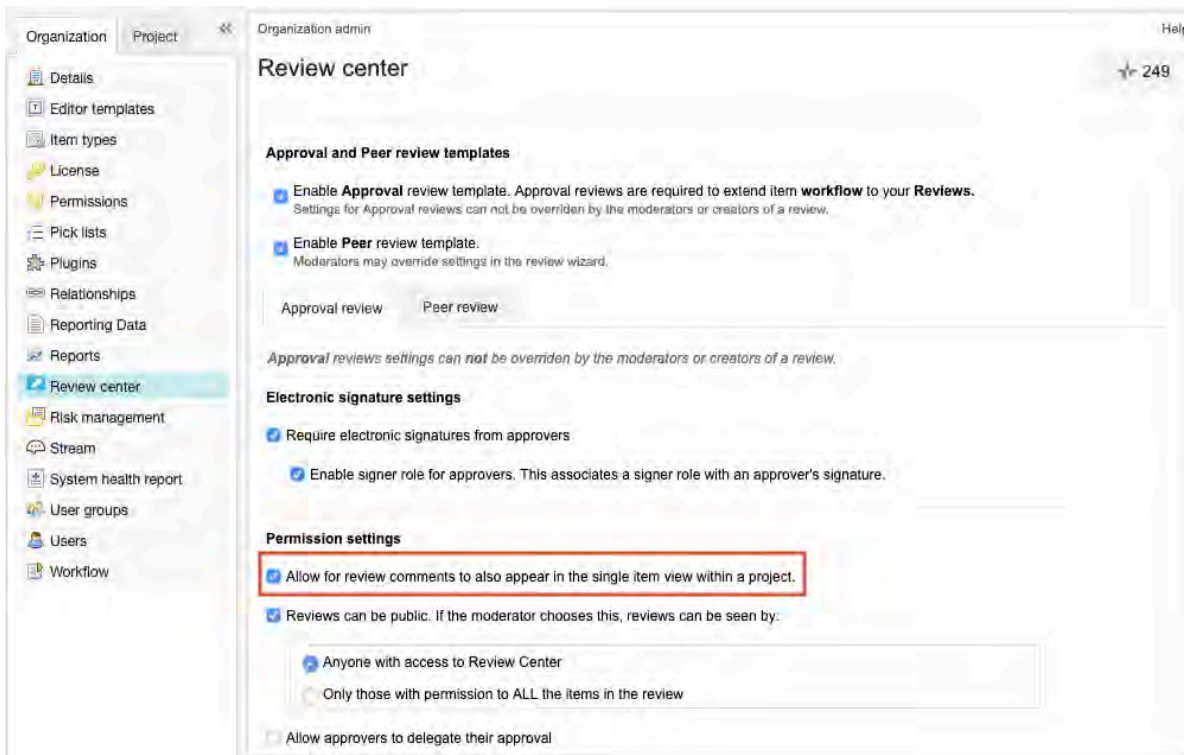 Organization
Project
Organization admin
Help
Review center
249
Details
Editor templates
Item types
License
Permissions
Pick lists
Plugins
Relationships
Reporting Data
Reports
Review center
Risk management
Stream
System health report
User groups
Users
Workflow
Approval and Peer review templates
Enable Approval review template. Approval reviews are required to extend item workflow to your Reviews.
Settings for Approval reviews can not be overriden by the moderators or creators of a review.
Enable Peer review template.
Moderators may override settings in the review wizard.
Approval review
Peer review
Approval reviews settings can not be overriden by the moderators or creators of a review.
Electronic signature settings
Require electronic signatures from approvers
Enable signer role for approvers. This associates a signer role with an approver's signature.
Permission settings
Allow for review comments to also appear in the single item view within a project.
Reviews can be public. If the moderator chooses this, reviews can be seen by:
Anyone with access to Review Center
Only those with permission to ALL the items in the review
Allow approvers to delegate their approval